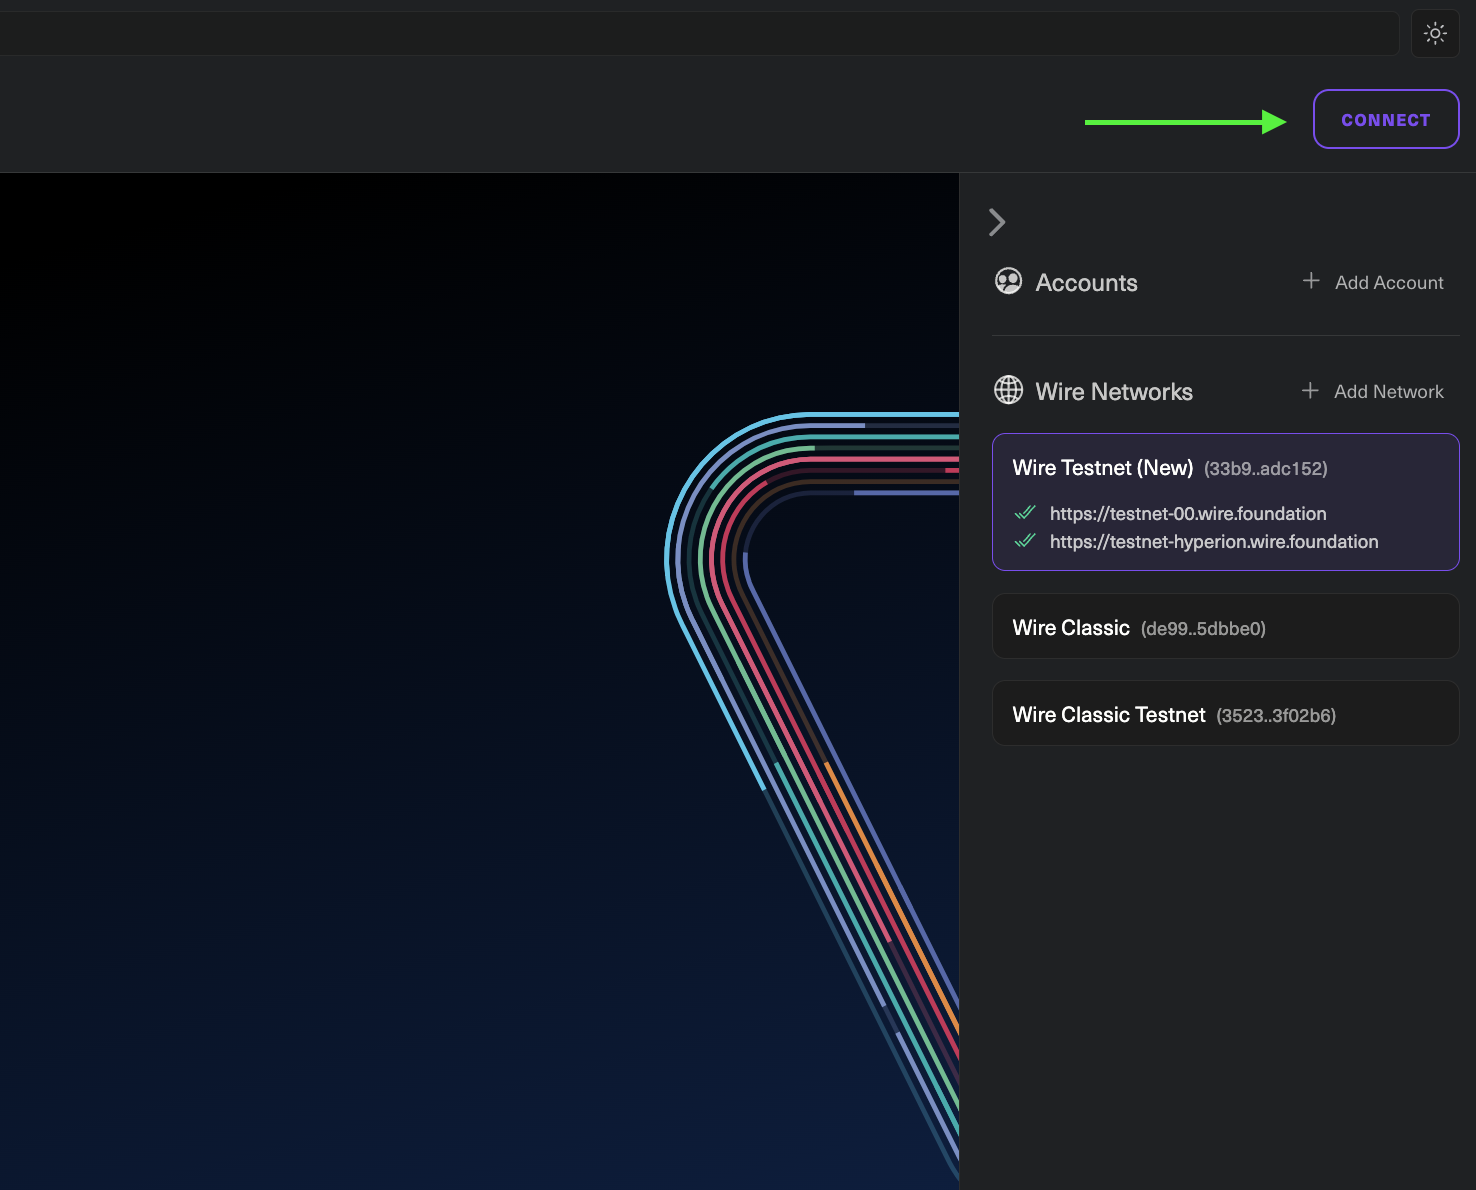 CONNECT
Accounts
Add Account
Wire Networks
Add Network
Wire Testnet (New) (33b9..adc152)
https://testnet-00.wire.foundation
https://testnet-hyperion.wire.foundation
Wire Classic (de99..5dbbe0)
Wire Classic Testnet (3523..3f02b6)